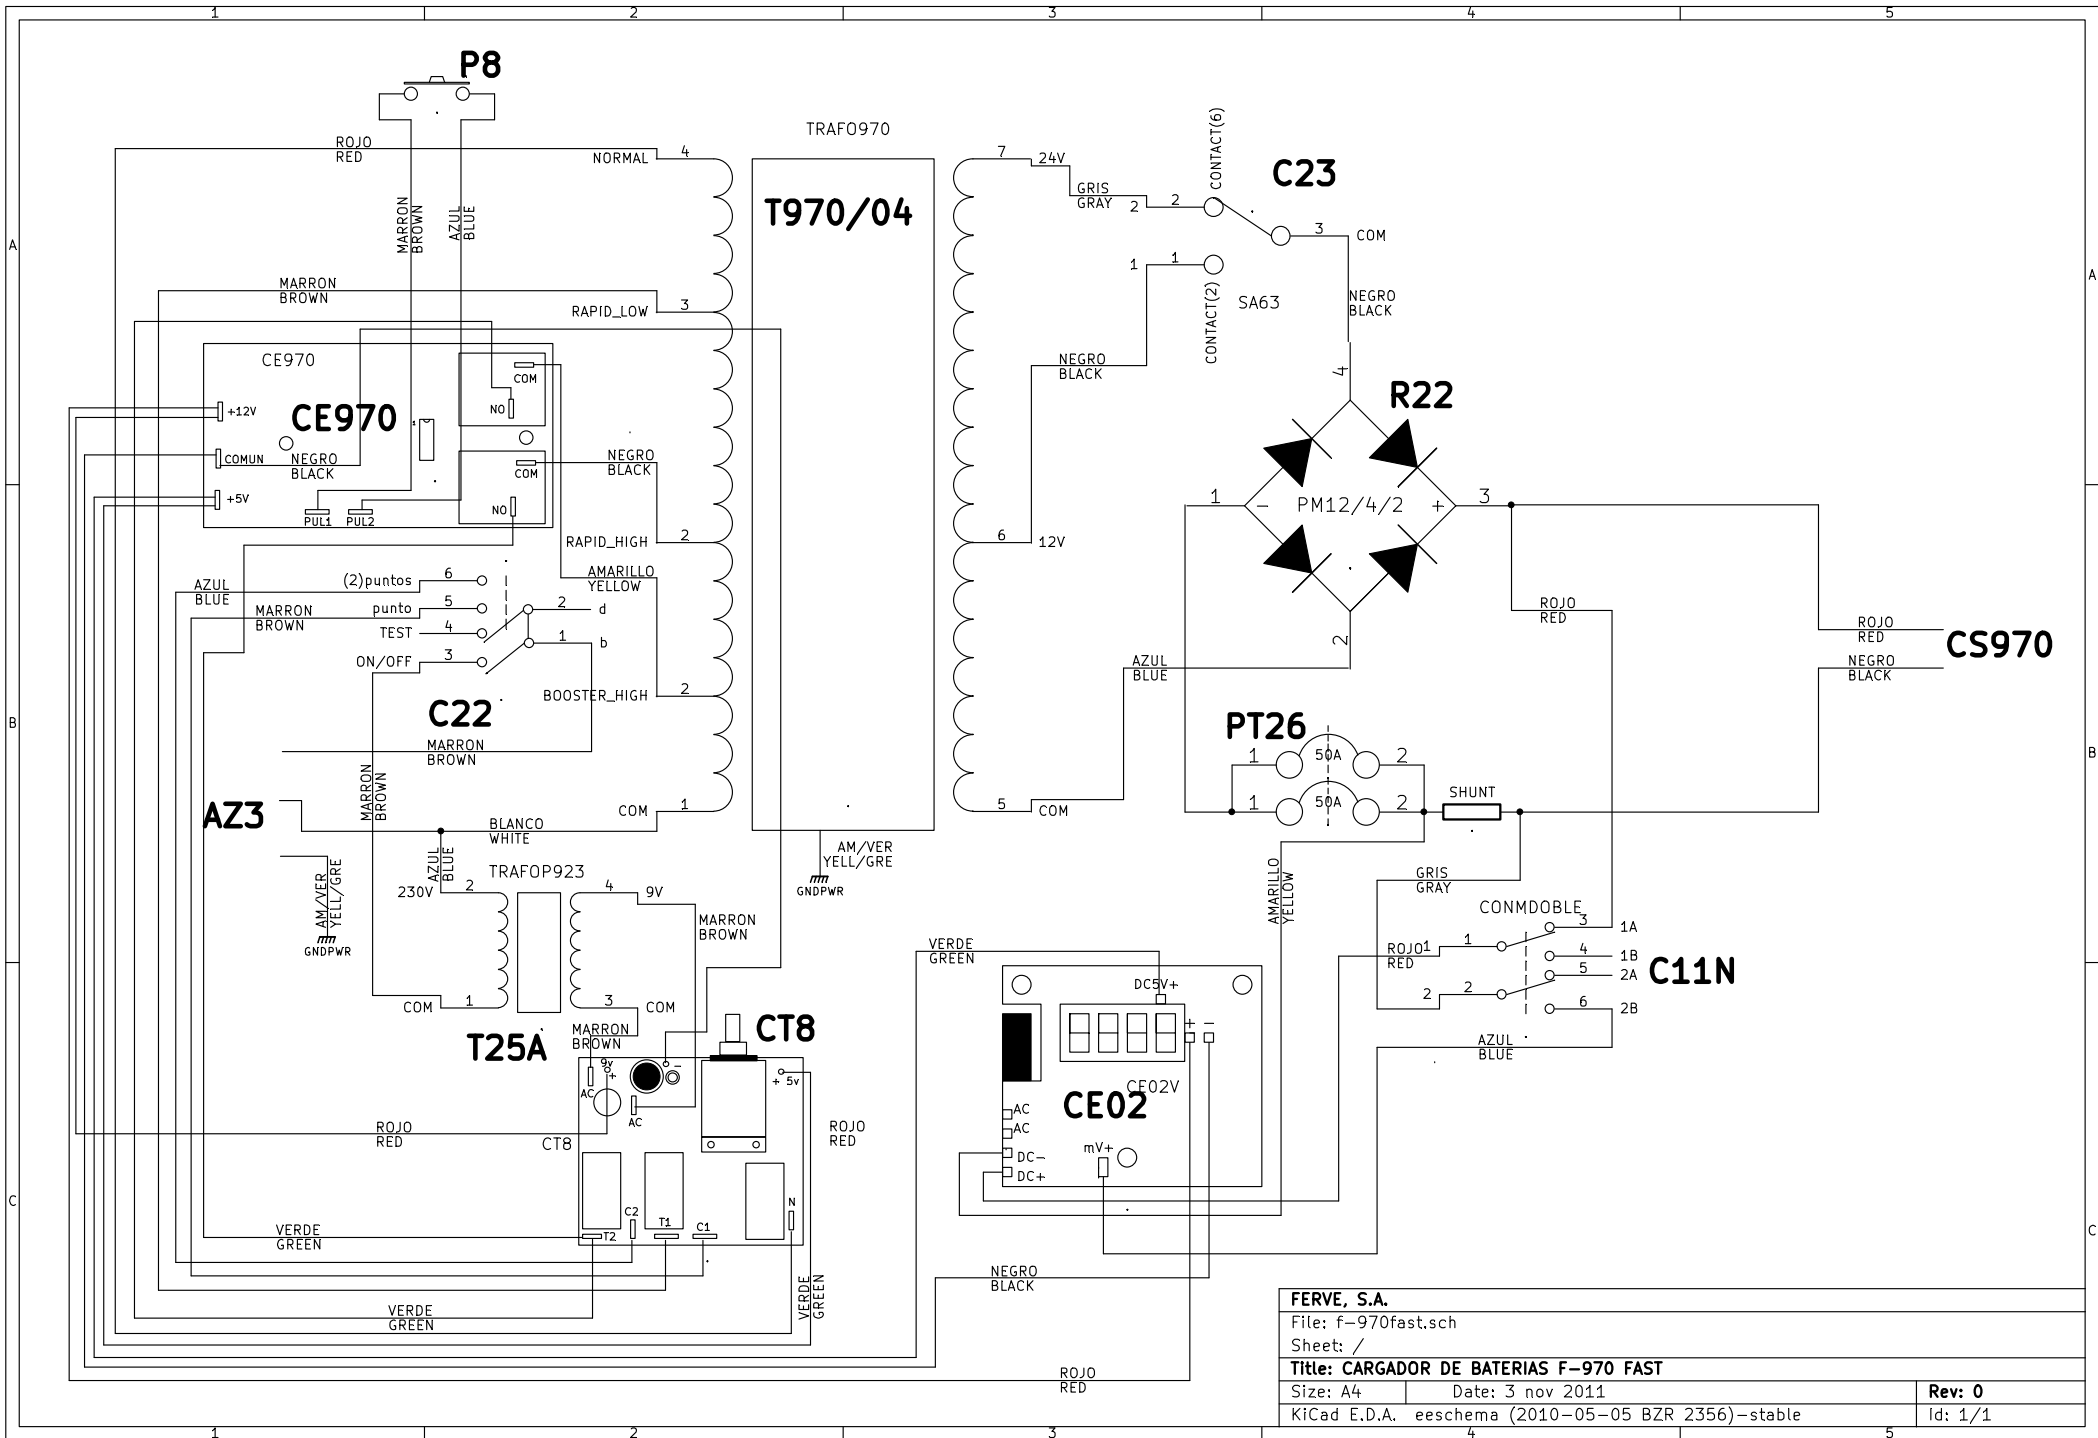 1 2 3 4 5
P8
ROJO
RED
MARRON
BROWN
AZUL
BLUE
NORMAL 4
TRAFO970
T970/04
7 24V
GRIS
GRAY
2 2
CONTACT(6)
C23
3 COM
1 1
CONTACT(2)
SA63
NEGRO
BLACK
A
A
MARRON
BROWN
RAPID_LOW 3
CE970
CE970
COM
NO
+12V
1
COMUN
NEGRO
BLACK
+5V
PUL1
PUL2
COM
NO
NEGRO
BLACK
RAPID_HIGH 2
AMARILLO
YELLOW
NEGRO
BLACK
6 12V
4
R22
1
-
PM12/4/2
+
3
2
ROJO
RED
ROJO
RED
CS970
NEGRO
BLACK
AZUL
BLUE
AZUL
BLUE
(2)puntos 6
MARRON
BROWN
punto 5
TEST 4
ON/OFF 3
2 d
1 b
C22
BOOSTER_HIGH 2
B
B
MARRON
BROWN
MARRON
BROWN
AZ3
BLANCO
WHITE
COM 1
5 COM
PT26
1 50A 2
1 50A 2
SHUNT
AM/VER
YELL/GRE
GNDPWR
AM/VER
YELL/GRE
GNDPWR
AZUL
BLUE
TRAFOP923
230V 2
4 9V
MARRON
BROWN
COM 1
3 COM
T25A
MARRON
BROWN
CT8
9v
+
-
+ 5v
AC
AC
CT8
ROJO
RED
ROJO
RED
T2
C2
T1
C1
N
VERDE
GREEN
VERDE
GREEN
VERDE
GREEN
VERDE
GREEN
DC5V+
+ -
CE02V
CE02
AC
AC
DC-
DC+
mV+
AMARILLO
YELLOW
GRIS
GRAY
CONMDOBLE
ROJO
RED
1 1
2 2
3 1A
4 1B
5 2A
6 2B
C11N
AZUL
BLUE
NEGRO
BLACK
ROJO
RED
C
C
FERVE, S.A.
File: f-970fast.sch
Sheet: /
Title: CARGADOR DE BATERIAS F-970 FAST
Size: A4 Date: 3 nov 2011 Rev: 0
KiCad E.D.A. eeschema (2010-05-05 BZR 2356)-stable Id: 1/1
1 2 3 4 5